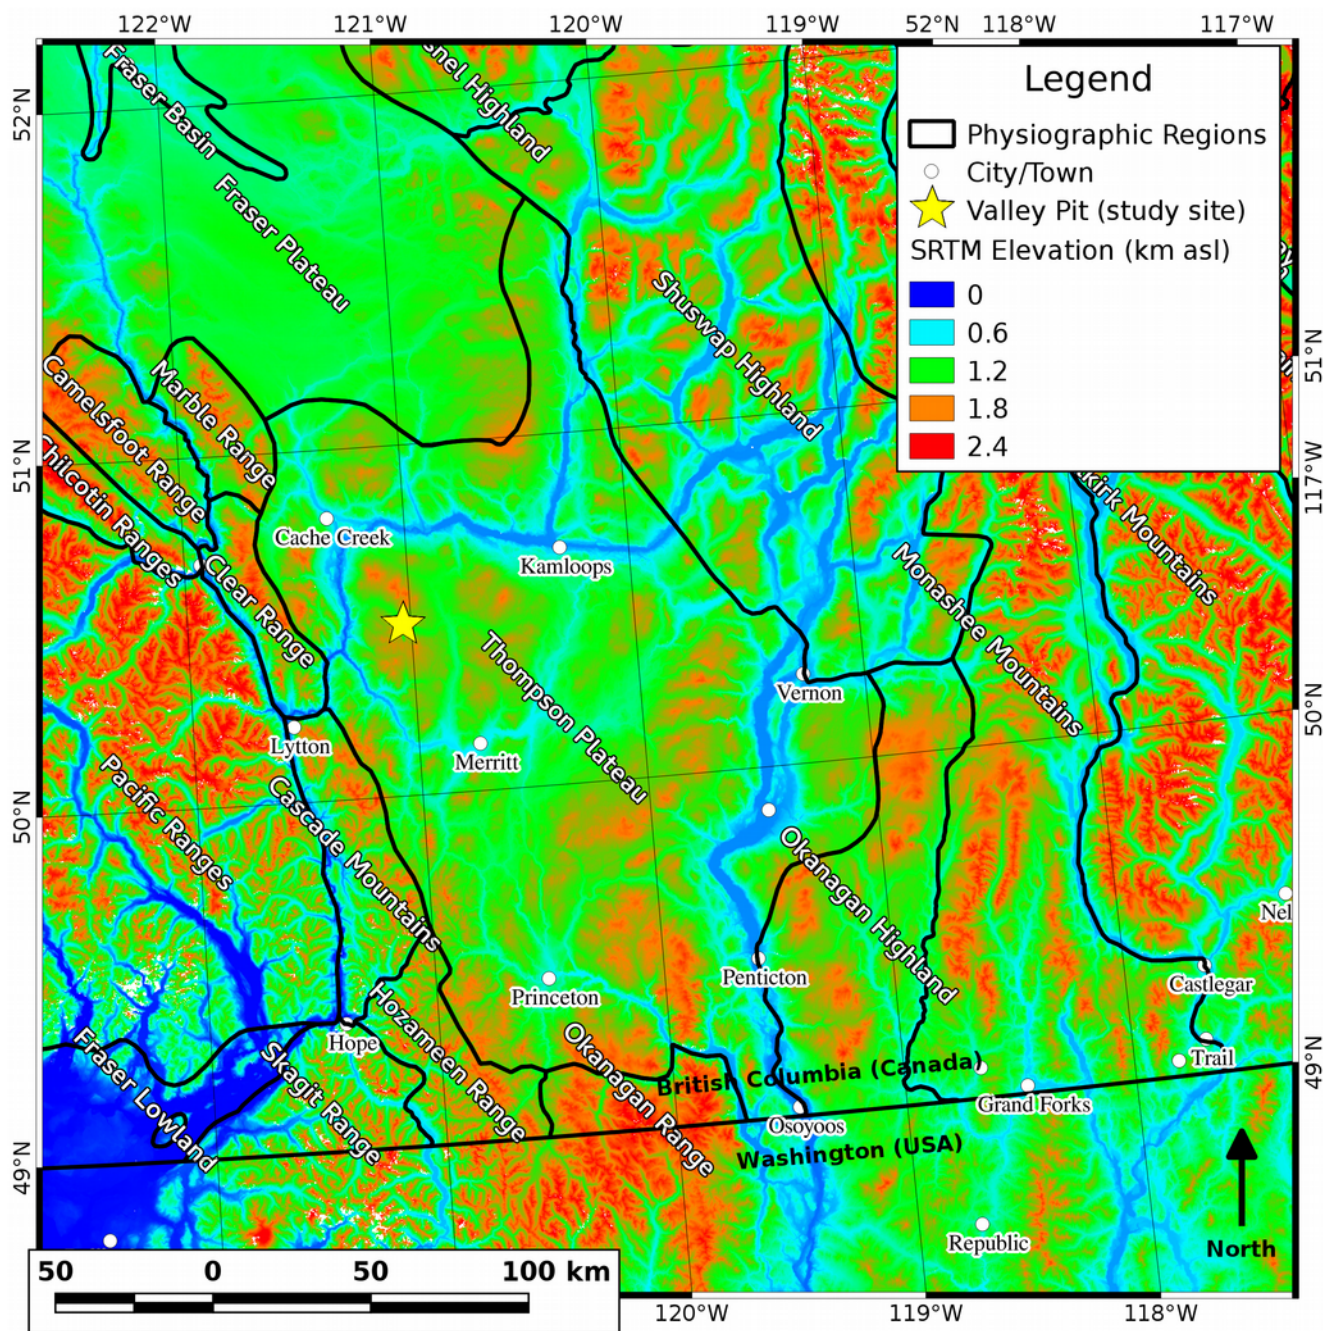 122°W
121°W
120°W
119°W
52°N
118°W
117°W
52°N
51°N
50°N
49°N
51°N
117°W
50°N
49°N
120°W
119°W
118°W
Legend
Physiographic Regions
City/Town
Valley Pit (study site)
SRTM Elevation (km asl)
0
0.6
1.2
1.8
2.4
Fraser Basin
snel Highland
Fraser Plateau
Shuswap Highland
Marble Range
Camelsfoot Range
Chilcotin Ranges
Clear Range
Cache Creek
Kamloops
kirk Mountains
Monashee Mountains
Thompson Plateau
Vernon
Lytton
Merritt
Pacific Ranges
Cascade Mountains
Okanagan Highland
Nel
Penticton
Castlegar
Princeton
Hozameen Range
Okanagan Range
Hope
Fraser Lowland
Skagit Range
Trail
British Columbia (Canada)
Grand Forks
Osoyoos
Washington (USA)
Republic
North
50 0 50 100 km